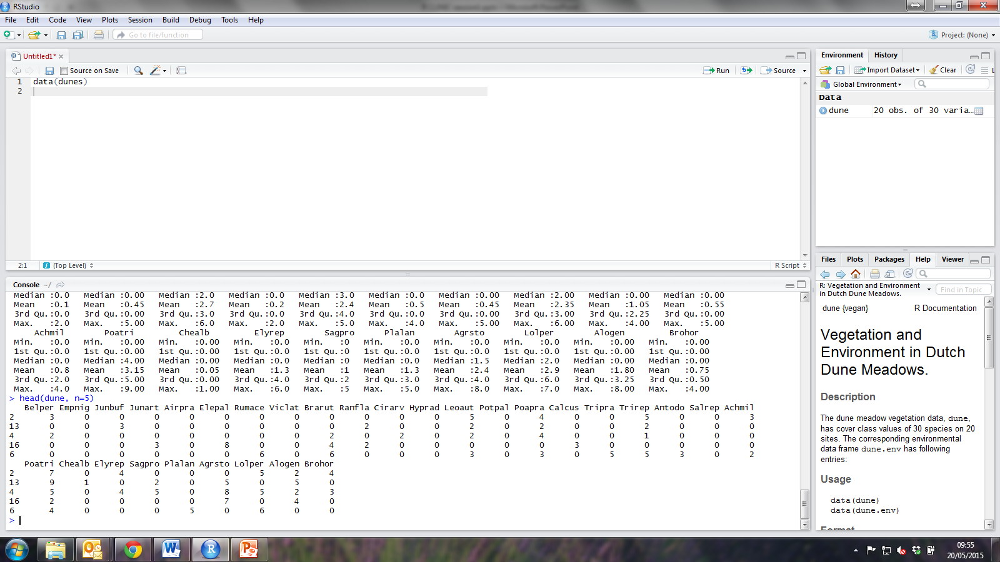 RStudio
File Edit Code View Plots Session Build Debug Tools Help
Go to file/function
Project: (None)
Untitled1*
Source on Save
Run
Source
1 data(dunes)
2
2:1 (Top Level)
R Script
Console ~/
Median :0.0 Median :0.00 Median :2.0 Median :0.0 Median :3.0 Median :0.0 Median :0.00 Median :2.00 Median :0.00 Median :0.00
Mean :0.1 Mean :0.45 Mean :2.7 Mean :0.2 Mean :2.4 Mean :0.5 Mean :0.45 Mean :2.35 Mean :1.05 Mean :0.55
3rd Qu.:0.0 3rd Qu.:0.00 3rd Qu.:3.0 3rd Qu.:0.0 3rd Qu.:4.0 3rd Qu.:0.0 3rd Qu.:0.00 3rd Qu.:3.00 3rd Qu.:2.25 3rd Qu.:0.00
Max. :2.0 Max. :5.00 Max. :6.0 Max. :2.0 Max. :5.0 Max. :4.0 Max. :5.00 Max. :6.00 Max. :4.00 Max. :5.00
Achmil Poatri Chealb Elyrep Sagpro Plalan Agrsto Lolper Alogen Brohor
Min. :0.0 Min. :0.00 Min. :0.00 Min. :0.0 Min. :0 Min. :0.0 Min. :0.0 Min. :0.0 Min. :0.00 Min. :0.00
1st Qu.:0.0 1st Qu.:0.00 1st Qu.:0.00 1st Qu.:0.0 1st Qu.:0 1st Qu.:0.0 1st Qu.:0.0 1st Qu.:0.0 1st Qu.:0.00 1st Qu.:0.00
Median :0.0 Median :4.00 Median :0.00 Median :0.0 Median :0 Median :0.0 Median :1.5 Median :2.0 Median :0.00 Median :0.00
Mean :0.8 Mean :3.15 Mean :0.05 Mean :1.3 Mean :1 Mean :1.3 Mean :2.4 Mean :2.9 Mean :1.80 Mean :0.75
3rd Qu.:2.0 3rd Qu.:5.00 3rd Qu.:0.00 3rd Qu.:4.0 3rd Qu.:2 3rd Qu.:3.0 3rd Qu.:4.0 3rd Qu.:6.0 3rd Qu.:3.25 3rd Qu.:0.50
Max. :4.0 Max. :9.00 Max. :1.00 Max. :6.0 Max. :5 Max. :5.0 Max. :8.0 Max. :7.0 Max. :8.00 Max. :4.00
> head(dune, n=5)
Belper Empnig Junbuf Junart Airpra Elepal Rumace Viclat Brarut Ranfla Cirarv Hyprad Leoaut Potpal Poapra Calcus Tripra Trirep Antodo Salrep Achmil
2 3 0 0 0 0 0 0 0 0 0 0 0 5 0 4 0 0 5 0 0 3
13 0 0 3 0 0 0 0 0 0 2 0 0 2 0 2 0 0 2 0 0 0
4 2 0 0 0 0 0 0 0 2 0 2 0 2 0 4 0 0 1 0 0 0
16 0 0 0 3 0 8 0 0 4 2 0 0 0 0 0 3 0 0 0 0 0
6 0 0 0 0 0 0 6 0 6 0 0 0 3 0 3 0 5 5 3 0 2
Poatri Chealb Elyrep Sagpro Plalan Agrsto Lolper Alogen Brohor
2 7 0 4 0 0 0 5 2 4
13 9 1 0 2 0 5 0 5 0
4 5 0 4 5 0 8 5 2 3
16 2 0 0 0 0 7 0 4 0
6 4 0 0 0 5 0 6 0 0
>
Environment History
Import Dataset Clear L
Global Environment
Data
dune 20 obs. of 30 varia…
Files Plots Packages Help Viewer
R: Vegetation and Environment
in Dutch Dune Meadows.
Find in Topic
dune {vegan} R Documentation
Vegetation and
Environment in Dutch
Dune Meadows.
Description
The dune meadow vegetation data, dune,
has cover class values of 30 species on 20
sites. The corresponding environmental
data frame dune.env has following
entries:
Usage
data(dune)
data(dune.env)
Format
09:55
20/05/2015